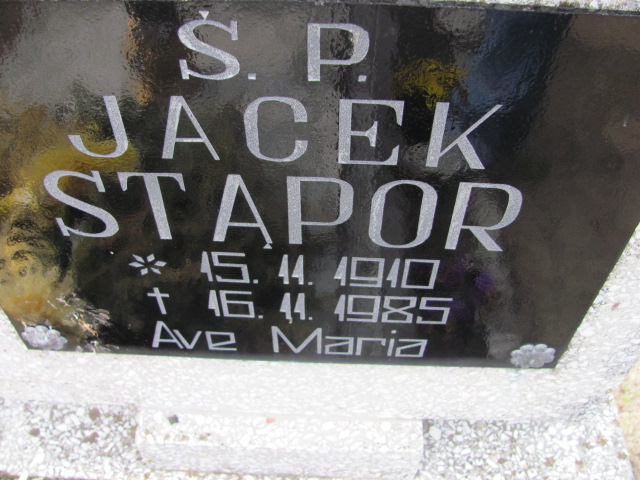 Ś. P.
JACEK
STĄPOR
* 15. 11. 1910
† 16. 11. 1985
Ave Maria